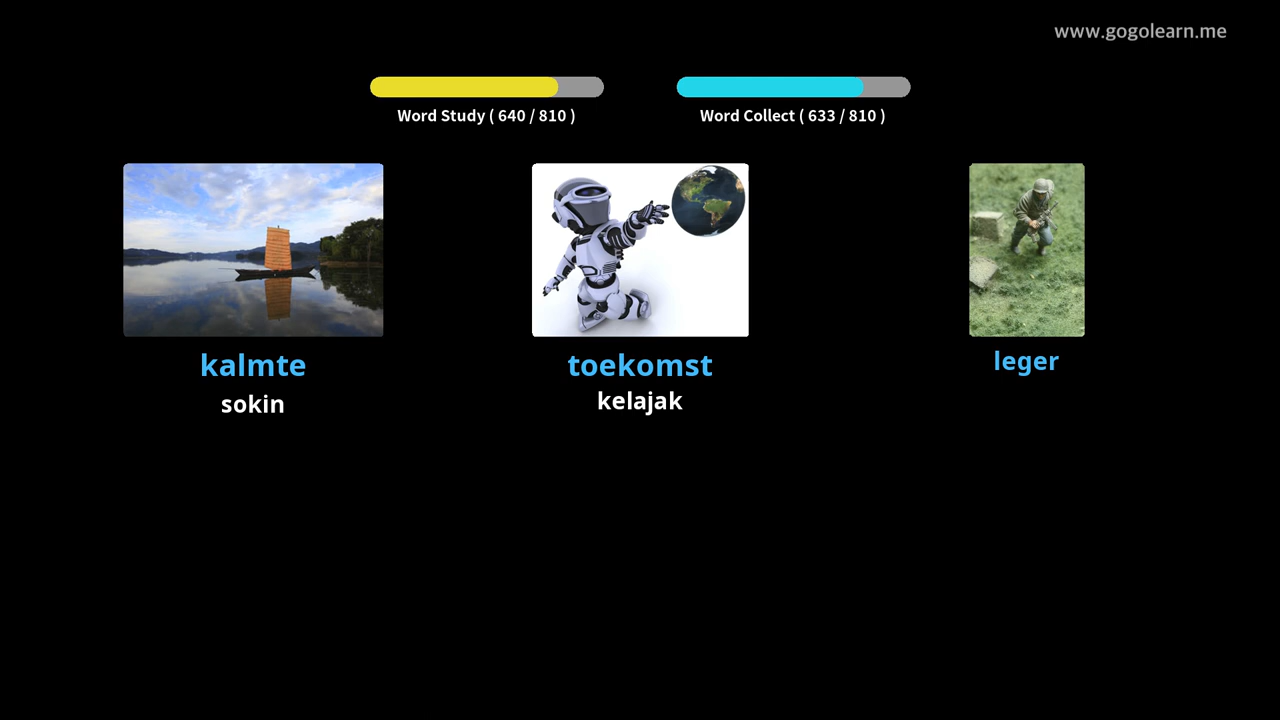 www.gogolearn.me
Word Study ( 640 / 810 )
Word Collect ( 633 / 810 )
kalmte
sokin
toekomst
kelajak
leger